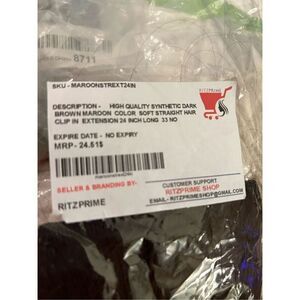 8711
SKU - MAROONSTREXT24IN
RITZPRIME
DESCRIPTION - HIGH QUALITY SYNTHETIC DARK
BROWN MAROON COLOR SOFT STRAIGHT HAIR
CLIP IN EXTENSION 24 INCH LONG 33 NO
EXPIRE DATE - NO EXPIRY
MRP - 24.51$
maroonstrext24in
SELLER & BRANDING BY-
RITZPRIME
CUSTOMER SUPPORT
RITZPRIME SHOP
EMAIL- RITZPRIMESHOP@GMAIL.COM